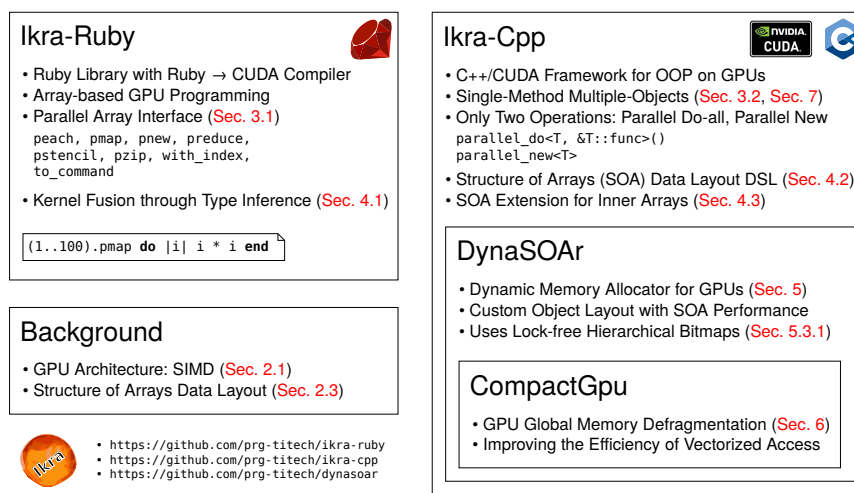 Ikra-Ruby
• Ruby Library with Ruby → CUDA Compiler
• Array-based GPU Programming
• Parallel Array Interface (Sec. 3.1)
peach, pmap, pnew, preduce,
pstencil, pzip, with_index,
to_command
• Kernel Fusion through Type Inference (Sec. 4.1)
(1..100).pmap do |i| i * i end
Background
• GPU Architecture: SIMD (Sec. 2.1)
• Structure of Arrays Data Layout (Sec. 2.3)
Ikra
• https://github.com/prg-titech/ikra-ruby
• https://github.com/prg-titech/ikra-cpp
• https://github.com/prg-titech/dynasoar
Ikra-Cpp
NVIDIA.
CUDA.
C
• C++/CUDA Framework for OOP on GPUs
• Single-Method Multiple-Objects (Sec. 3.2, Sec. 7)
• Only Two Operations: Parallel Do-all, Parallel New
parallel_do<T, &T::func>()
parallel_new<T>
• Structure of Arrays (SOA) Data Layout DSL (Sec. 4.2)
• SOA Extension for Inner Arrays (Sec. 4.3)
DynaSOAr
• Dynamic Memory Allocator for GPUs (Sec. 5)
• Custom Object Layout with SOA Performance
• Uses Lock-free Hierarchical Bitmaps (Sec. 5.3.1)
CompactGpu
• GPU Global Memory Defragmentation (Sec. 6)
• Improving the Efficiency of Vectorized Access